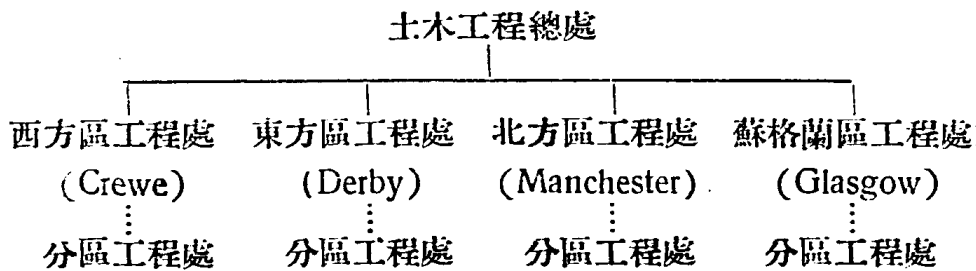 土木工程總處
西方區工程處 東方區工程處 北方區工程處 蘇格蘭區工程處
(Crewe) (Derby) (Manchester) (Glasgow)
分區工程處 分區工程處 分區工程處 分區工程處